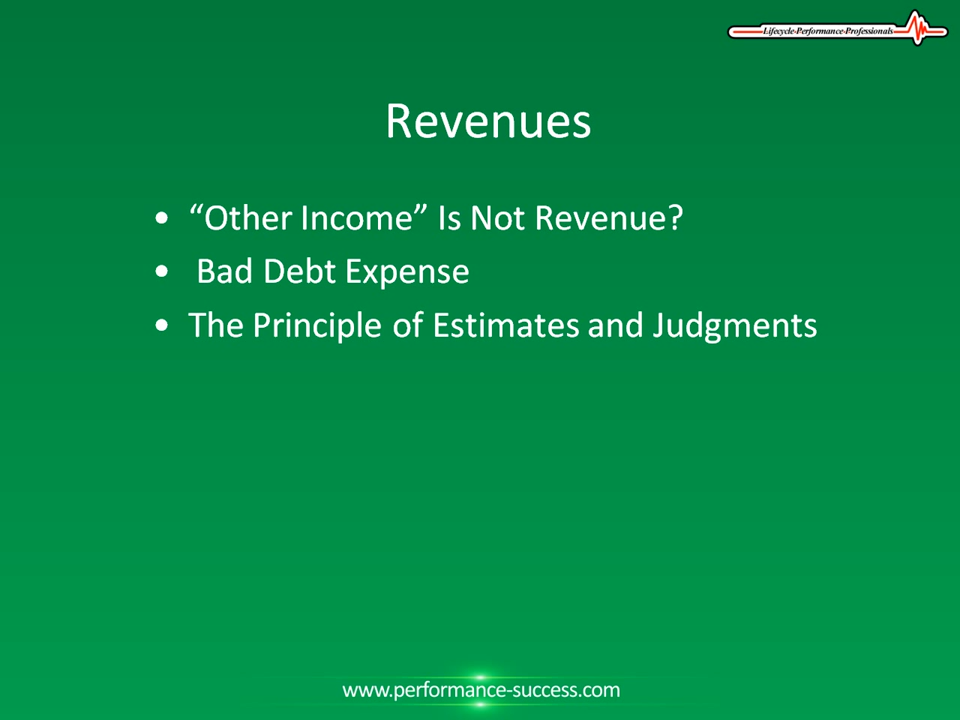 Lifecycle-Performance-Professionals
Revenues
• “Other Income” Is Not Revenue?
• Bad Debt Expense
• The Principle of Estimates and Judgments
www.performance-success.com